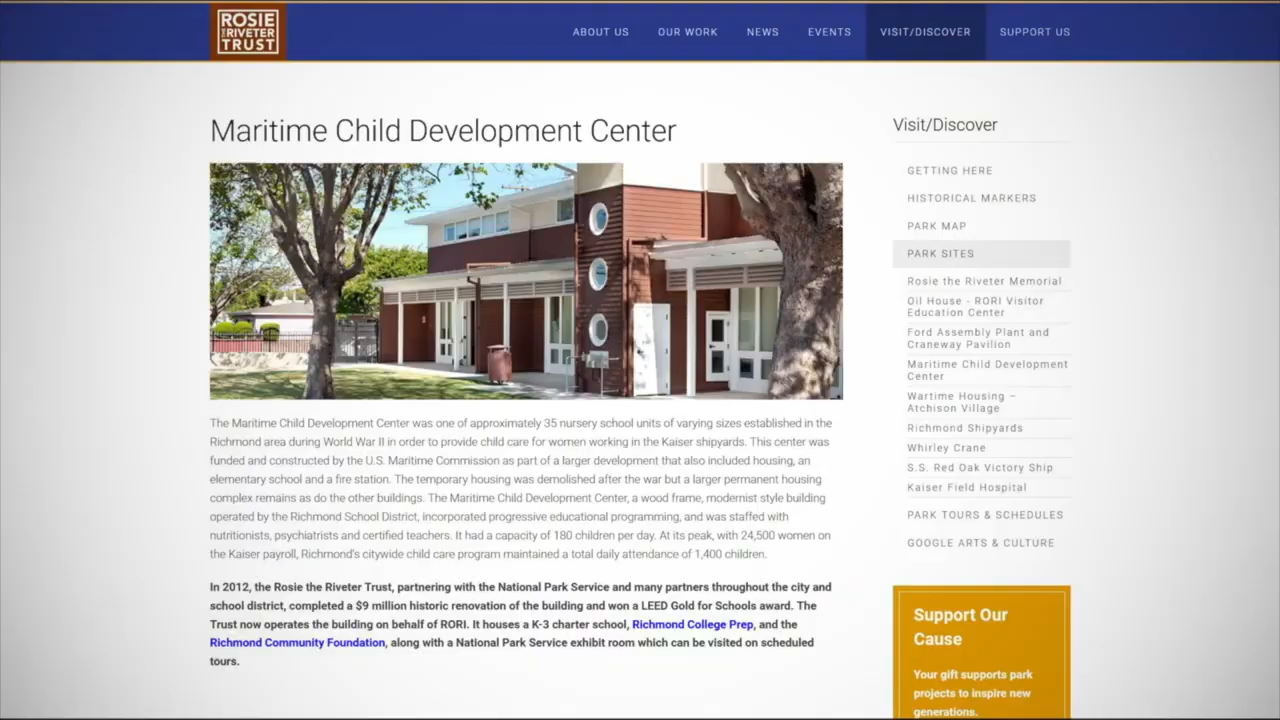 ROSIE
THE RIVETER
TRUST
ABOUT US
OUR WORK
NEWS
EVENTS
VISIT/DISCOVER
SUPPORT US
Maritime Child Development Center
The Maritime Child Development Center was one of approximately 35 nursery school units of varying sizes established in the
Richmond area during World War II in order to provide child care for women working in the Kaiser shipyards. This center was
funded and constructed by the U.S. Maritime Commission as part of a larger development that also included housing, an
elementary school and a fire station. The temporary housing was demolished after the war but a larger permanent housing
complex remains as do the other buildings. The Maritime Child Development Center, a wood frame, modernist style building
operated by the Richmond School District, incorporated progressive educational programming, and was staffed with
nutritionists, psychiatrists and certified teachers. It had a capacity of 180 children per day. At its peak, with 24,500 women on
the Kaiser payroll, Richmond's citywide child care program maintained a total daily attendance of 1,400 children.
In 2012, the Rosie the Riveter Trust, partnering with the National Park Service and many partners throughout the city and
school district, completed a $9 million historic renovation of the building and won a LEED Gold for Schools award. The
Trust now operates the building on behalf of RORI. It houses a K-3 charter school, Richmond College Prep, and the
Richmond Community Foundation, along with a National Park Service exhibit room which can be visited on scheduled
tours.
Visit/Discover
GETTING HERE
HISTORICAL MARKERS
PARK MAP
PARK SITES
Rosie the Riveter Memorial
Oil House - RORI Visitor
Education Center
Ford Assembly Plant and
Craneway Pavilion
Maritime Child Development
Center
Wartime Housing –
Atchison Village
Richmond Shipyards
Whirley Crane
S.S. Red Oak Victory Ship
Kaiser Field Hospital
PARK TOURS & SCHEDULES
GOOGLE ARTS & CULTURE
Support Our
Cause
Your gift supports park
projects to inspire new
generations.